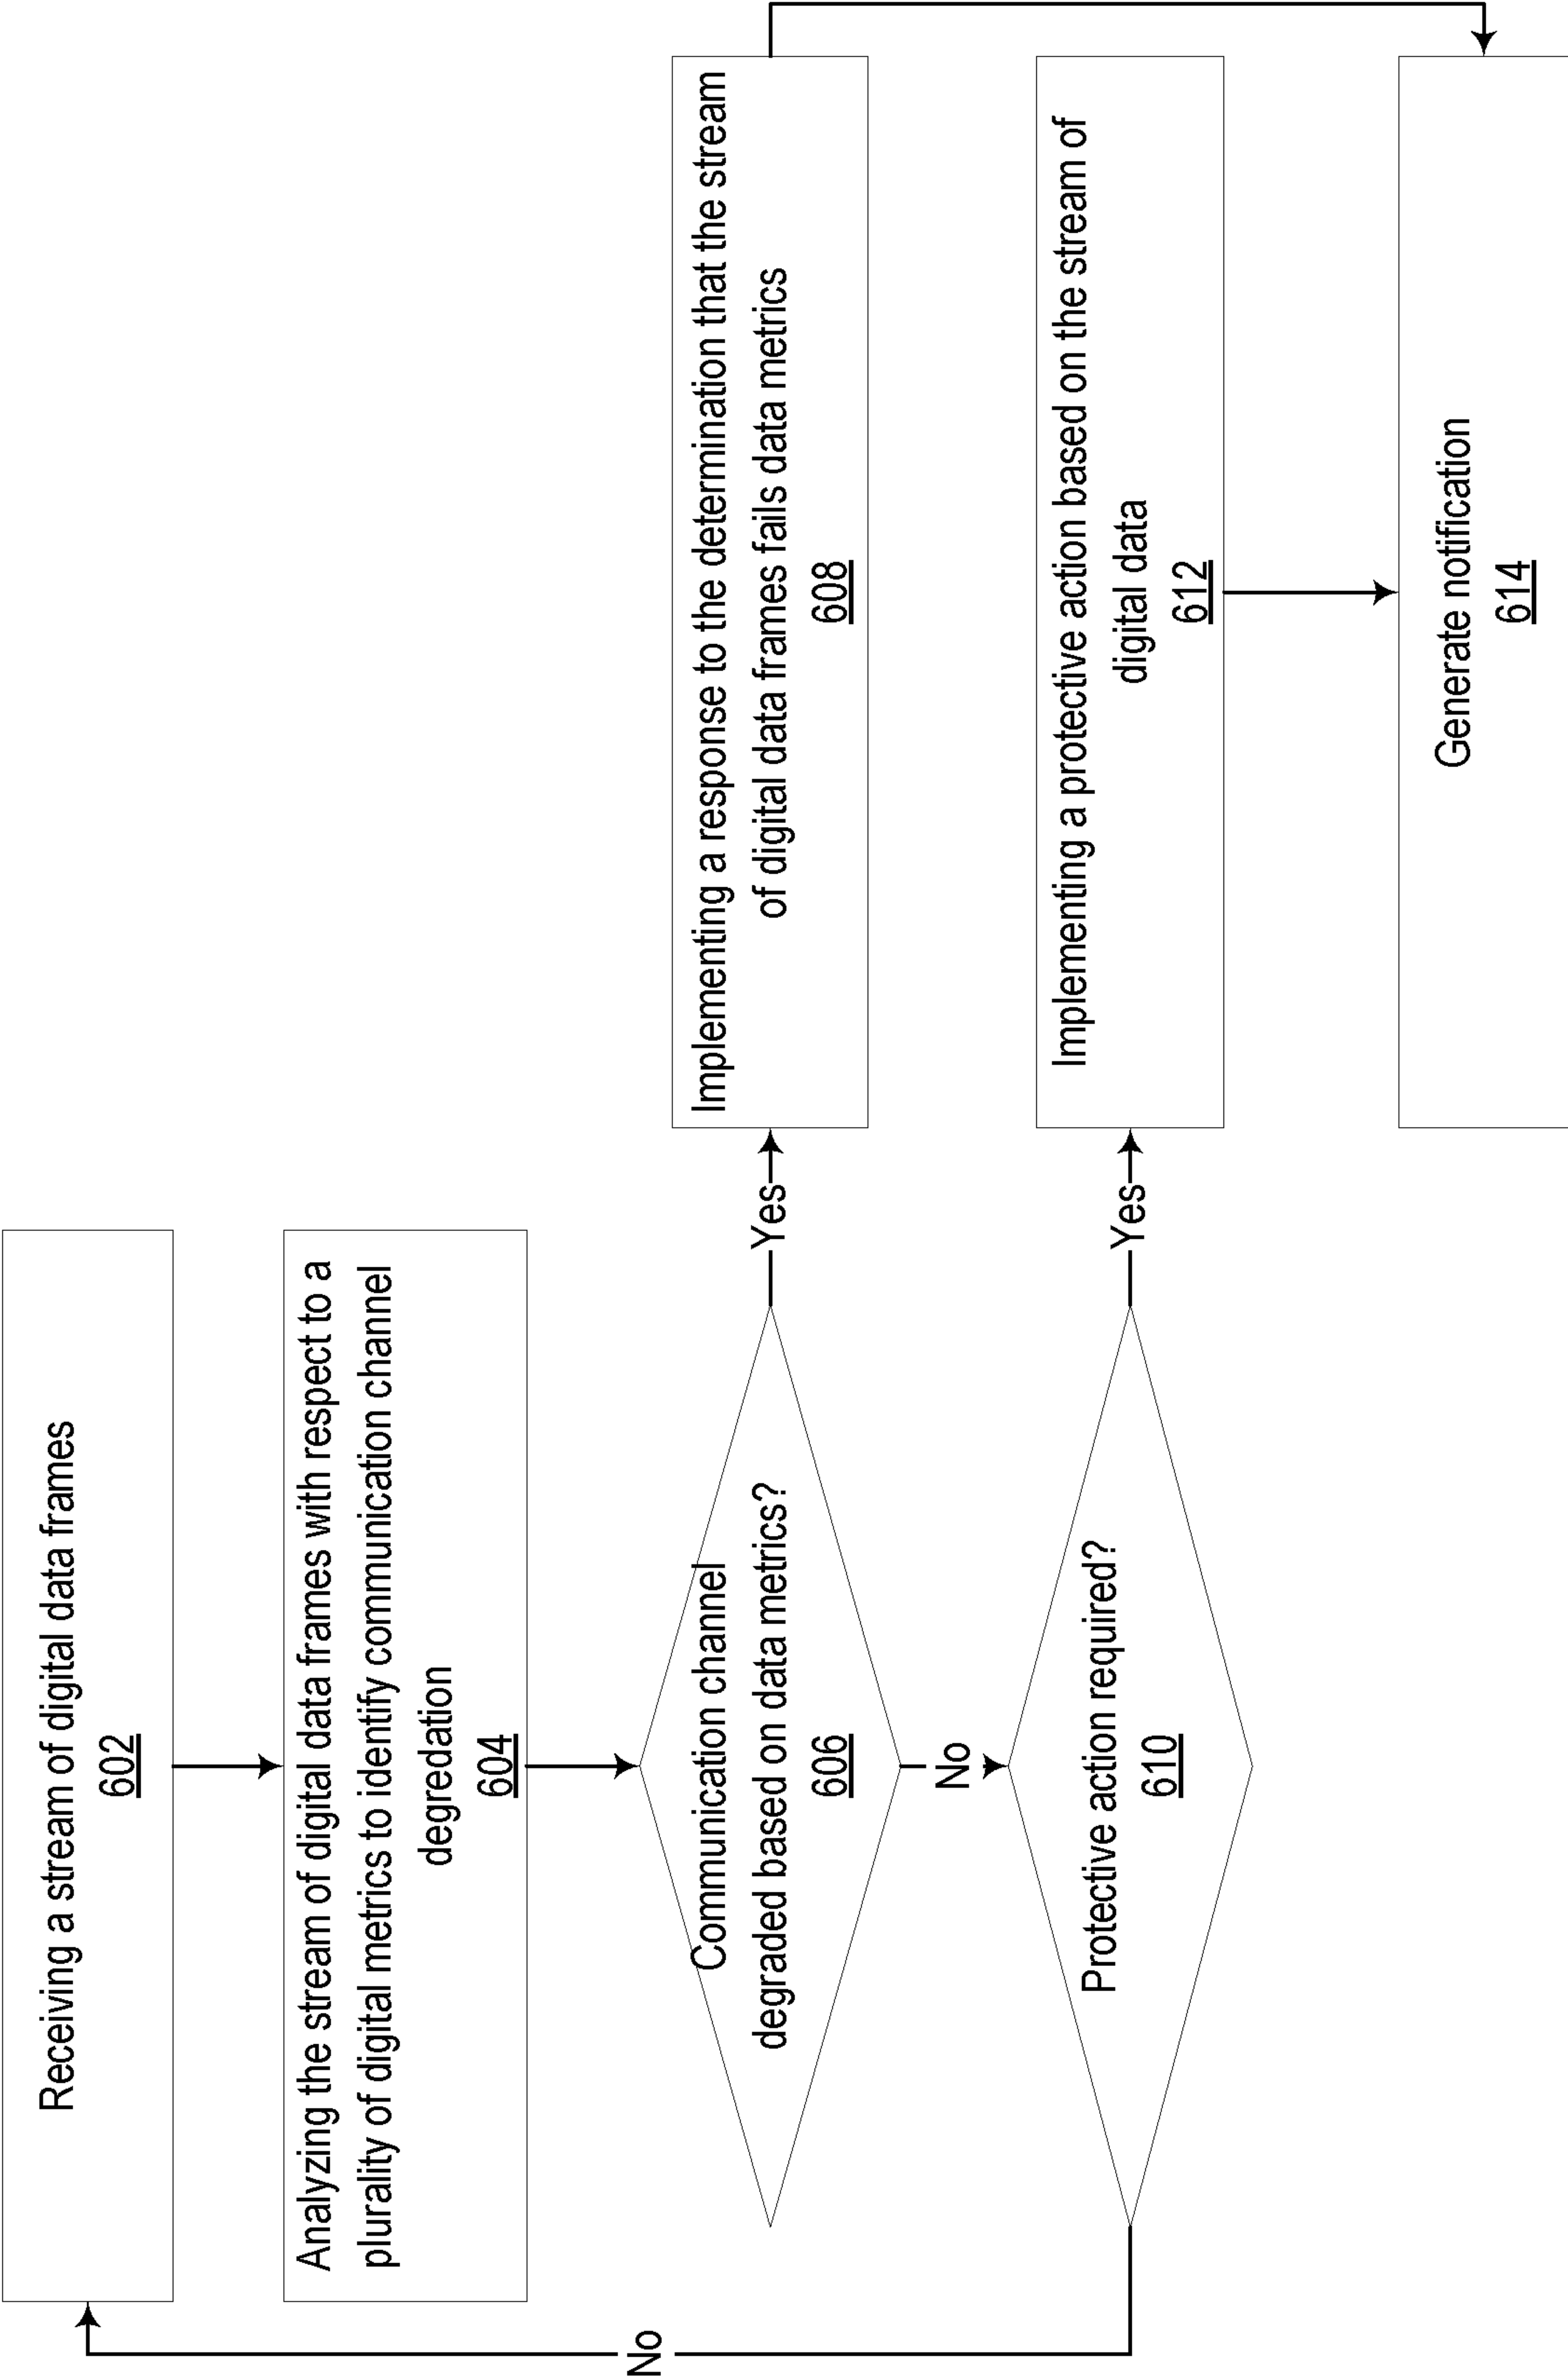 Receiving a stream of digital data frames
602
Analyzing the stream of digital data frames with respect to a
plurality of digital metrics to identify communication channel
degredation
604
Communication channel
degraded based on data metrics?
606
Yes
Implementing a response to the determination that the stream
of digital data frames fails data metrics
608
No
Protective action required?
610
Yes
Implementing a protective action based on the stream of
digital data
612
Generate notification
614
No